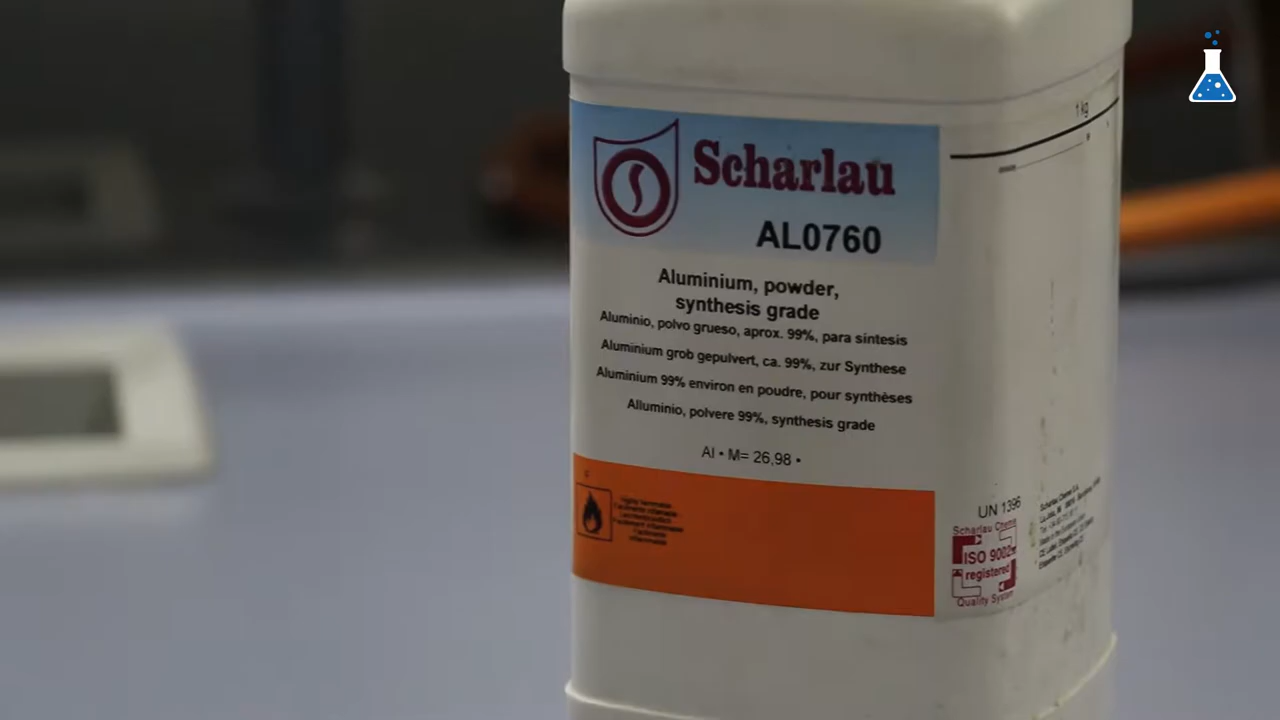 1 kg
Scharlau
AL0760
Aluminium, powder,
synthesis grade
Aluminio, polvo grueso, aprox. 99%, para síntesis
Aluminium grob gepulvert, ca. 99%, zur Synthese
Aluminium 99% environ en poudre, pour synthèses
Alluminio, polvere 99%, synthesis grade
Al • M= 26,98 •
UN 1396
Scharlau Chemie
ISO 9002
registered
Quality System